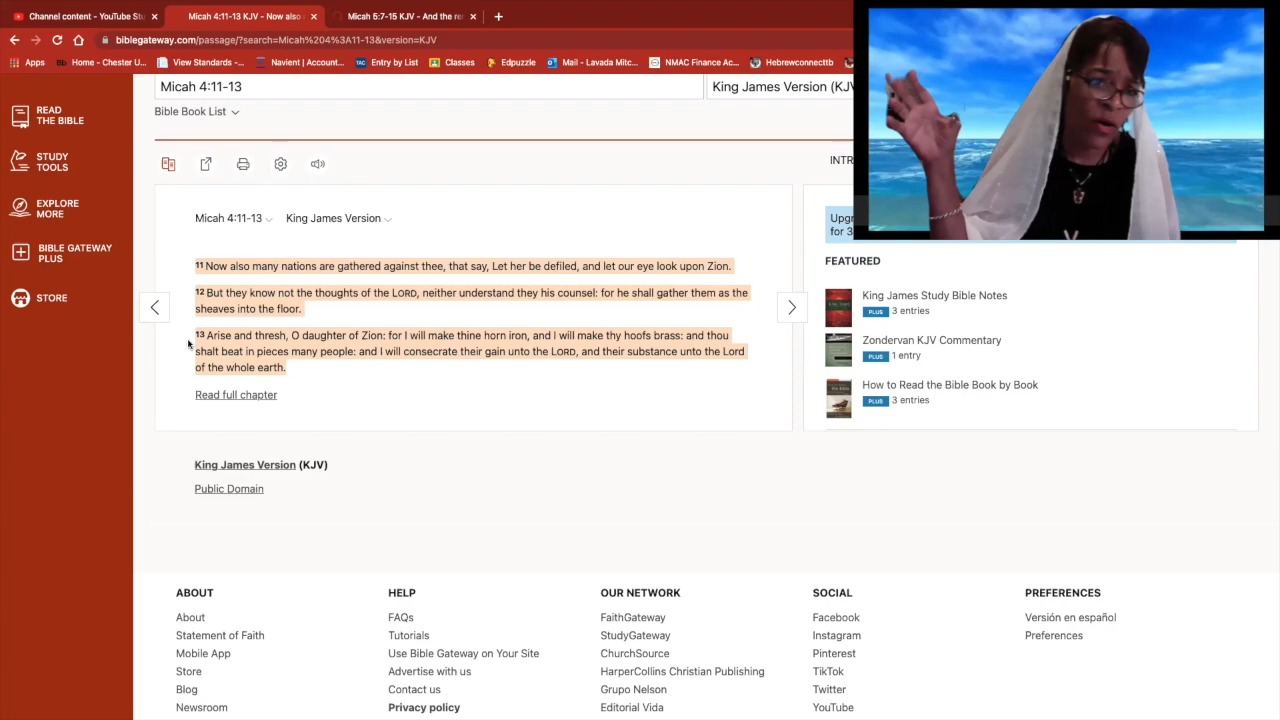 Channel content - YouTube Stu
Micah 4:11-13 KJV - Now also
Micah 5:7-15 KJV - And the re
biblegateway.com/passage/?search=Micah%204%3A11-13&version=KJV
Apps
Home - Chester U...
View Standards -...
Navient | Account...
Entry by List
Classes
Edpuzzle
Mail - Lavada Mitc...
NMAC Finance Ac...
Hebrewconnecttb
READ
THE BIBLE
STUDY
TOOLS
EXPLORE
MORE
BIBLE GATEWAY
PLUS
STORE
Micah 4:11-13
King James Version (KJV
Bible Book List
INTR
Micah 4:11-13
King James Version
11 Now also many nations are gathered against thee, that say, Let her be defiled, and let our eye look upon Zion.
12 But they know not the thoughts of the LORD, neither understand they his counsel: for he shall gather them as the
sheaves into the floor.
13 Arise and thresh, O daughter of Zion: for I will make thine horn iron, and I will make thy hoofs brass: and thou
shalt beat in pieces many people: and I will consecrate their gain unto the LORD, and their substance unto the Lord
of the whole earth.
Read full chapter
King James Version (KJV)
Public Domain
Upgr
for 3
FEATURED
King James Study Bible Notes
PLUS 3 entries
Zondervan KJV Commentary
PLUS 1 entry
How to Read the Bible Book by Book
PLUS 3 entries
ABOUT
About
Statement of Faith
Mobile App
Store
Blog
Newsroom
HELP
FAQs
Tutorials
Use Bible Gateway on Your Site
Advertise with us
Contact us
Privacy policy
OUR NETWORK
FaithGateway
StudyGateway
ChurchSource
HarperCollins Christian Publishing
Grupo Nelson
Editorial Vida
SOCIAL
Facebook
Instagram
Pinterest
TikTok
Twitter
YouTube
PREFERENCES
Versión en español
Preferences